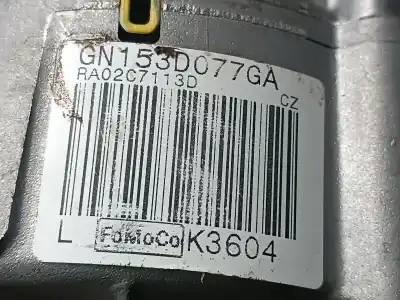 GN153D077GA
RA02C7113D
CZ
L FoMoCo K3604